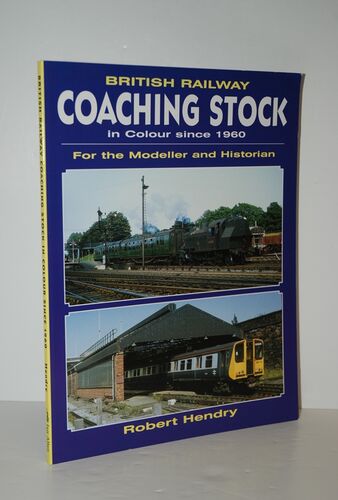 BRITISH RAILWAY
COACHING STOCK
in Colour since 1960
For the Modeller and Historian
Robert Hendry
BRITISH RAILWAY COACHING STOCK IN COLOUR SINCE 1960 Hendry